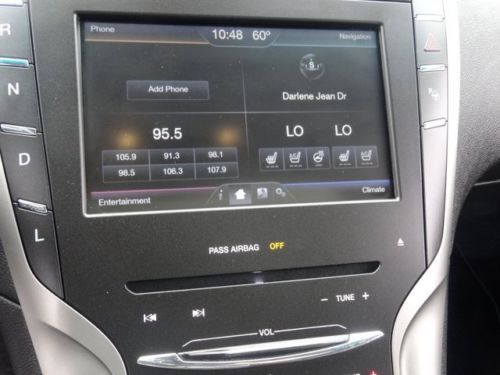 Phone
10:48 60°
Navigation
S
Add Phone
Darlene Jean Dr
95.5
LO LO
105.9 91.3 98.1
98.5 106.3 107.9
Entertainment
i
Climate
R
N
D
L
PASS AIRBAG OFF
− TUNE +
VOL